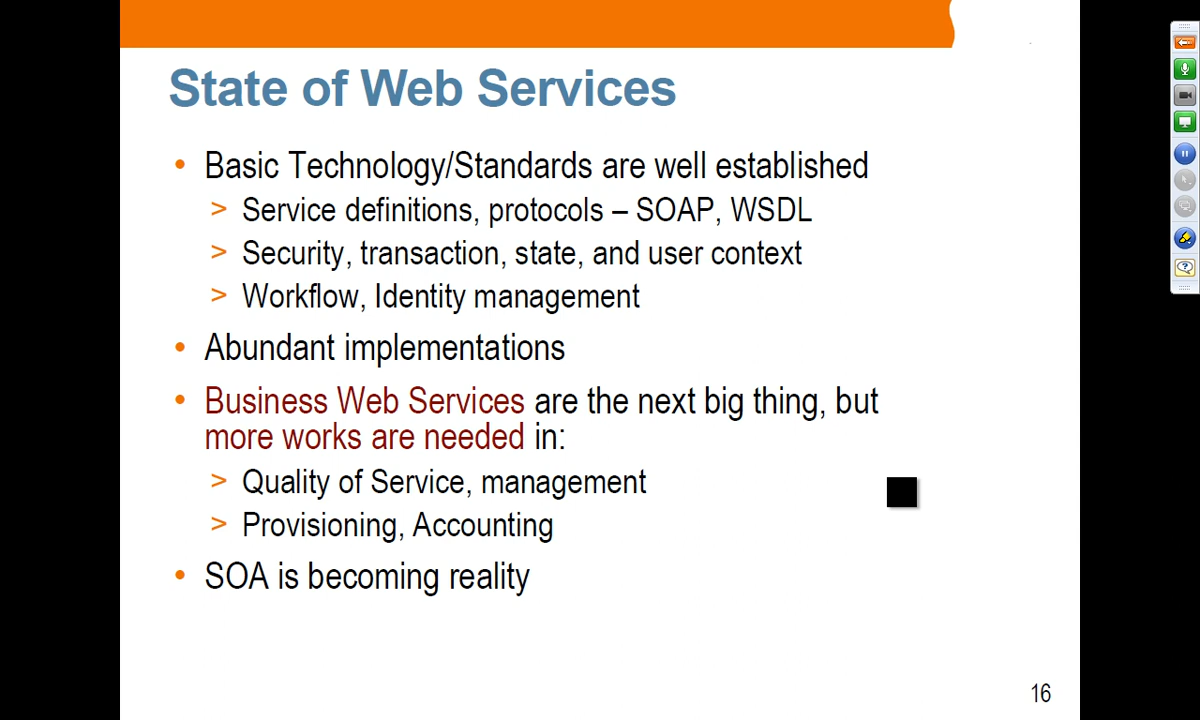 State of Web Services
• Basic Technology/Standards are well established
> Service definitions, protocols – SOAP, WSDL
> Security, transaction, state, and user context
> Workflow, Identity management
• Abundant implementations
• Business Web Services are the next big thing, but
more works are needed in:
> Quality of Service, management
> Provisioning, Accounting
• SOA is becoming reality
16